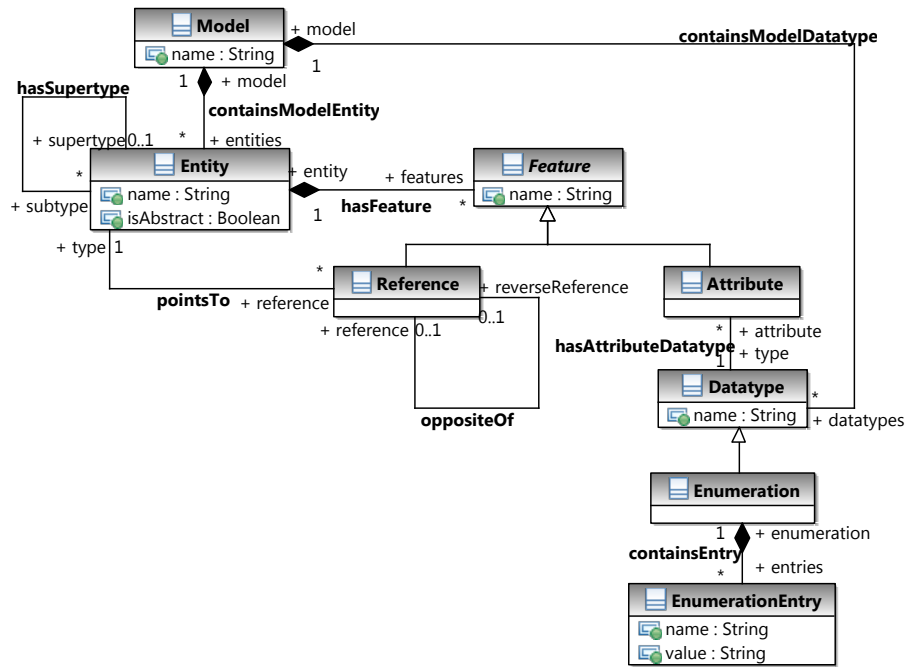 Model
name : String
+ model
1
containsModelDatatype
1
+ model
hasSupertype
containsModelEntity
+ supertype
0..1
*
+ entities
Entity
name : String
isAbstract : Boolean
*
+ subtype
+ entity
1
hasFeature
+ features
*
Feature
name : String
+ type
1
pointsTo
*
+ reference
Reference
+ reverseReference
0..1
+ reference
0..1
oppositeOf
Attribute
*
+ attribute
hasAttributeDatatype
1
+ type
Datatype
name : String
*
+ datatypes
Enumeration
1
+ enumeration
containsEntry
*
+ entries
EnumerationEntry
name : String
value : String